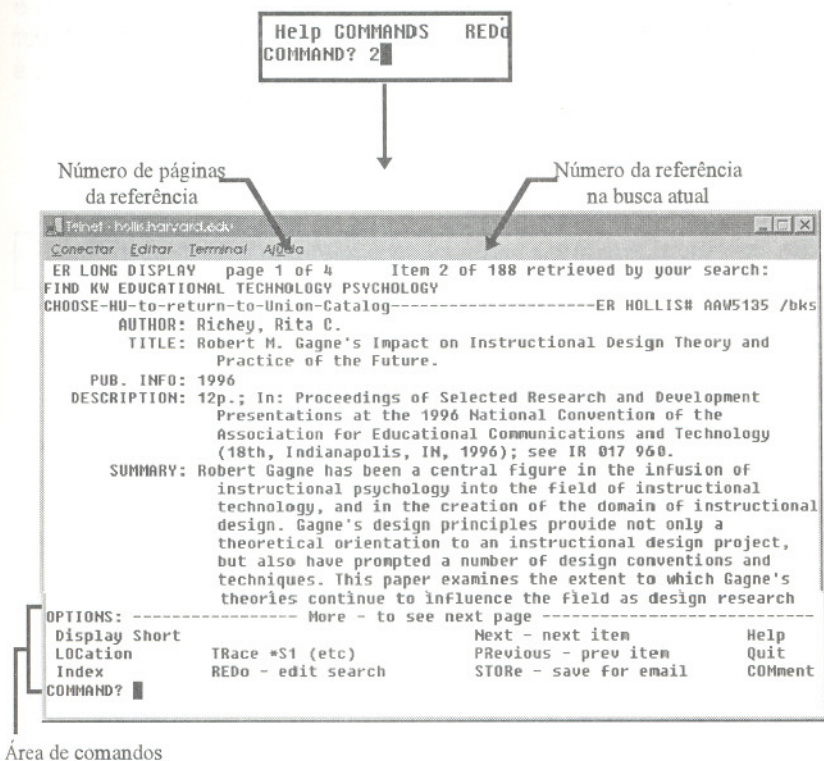 Help COMMANDS REDo
COMMAND? 2
Número de páginas
da referência
Número da referência
na busca atual
Telnet - hollis.harvard.edu
Conectar Editar Terminal Ajuda
ER LONG DISPLAY page 1 of 4 Item 2 of 188 retrieved by your search:
FIND KW EDUCATIONAL TECHNOLOGY PSYCHOLOGY
CHOOSE-HU-to-return-to-Union-Catalog---------------------ER HOLLIS# AAW5135 /bks
AUTHOR: Richey, Rita C.
TITLE: Robert M. Gagne's Impact on Instructional Design Theory and
Practice of the Future.
PUB. INFO: 1996
DESCRIPTION: 12p.; In: Proceedings of Selected Research and Development
Presentations at the 1996 National Convention of the
Association for Educational Communications and Technology
(18th, Indianapolis, IN, 1996); see IR 017 960.
SUMMARY: Robert Gagne has been a central figure in the infusion of
instructional psychology into the field of instructional
technology, and in the creation of the domain of instructional
design. Gagne's design principles provide not only a
theoretical orientation to an instructional design project,
but also have prompted a number of design conventions and
techniques. This paper examines the extent to which Gagne's
theories continue to influence the field as design research
OPTIONS: ----------------- More - to see next page ---------------------------
Display Short Next - next item Help
LOCation TRace *S1 (etc) PRevious - prev item Quit
Index REDo - edit search STORe - save for email COMment
COMMAND?
Área de comandos